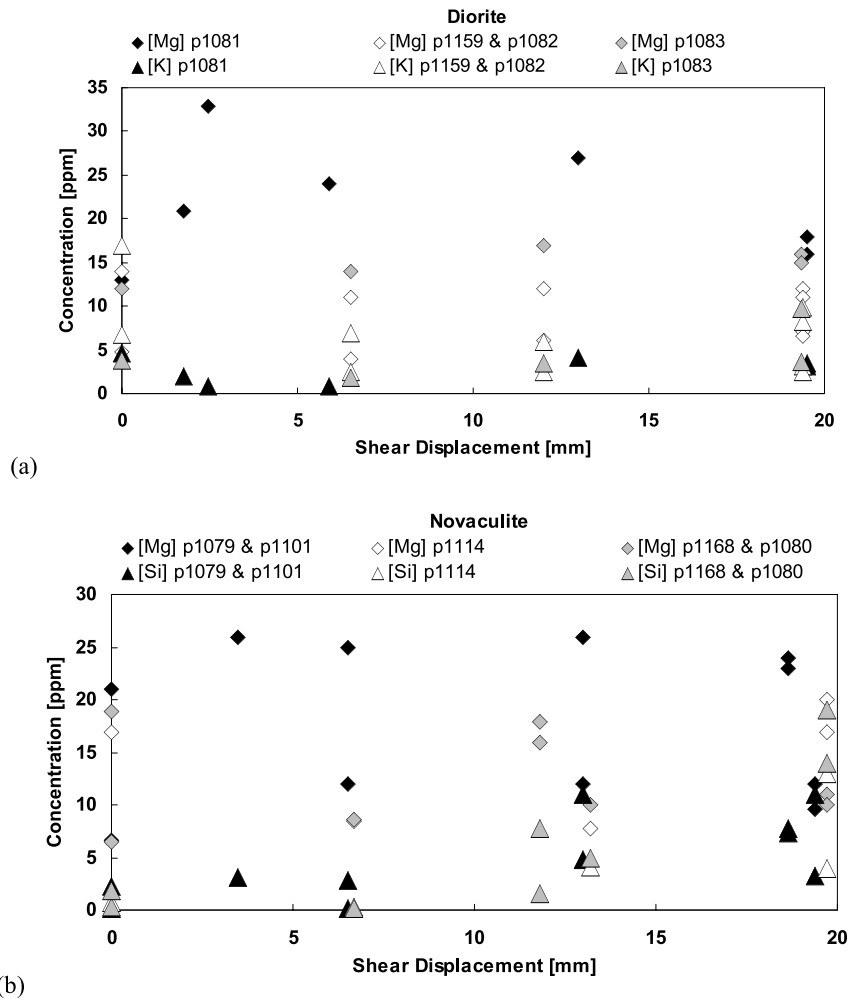 Diorite
[Mg] p1081 [Mg] p1159 & p1082 [Mg] p1083
[K] p1081 [K] p1159 & p1082 [K] p1083
35
30
25
20
15
10
5
0
Concentration [ppm]
0 5 10 15 20
Shear Displacement [mm]
(a)
Novaculite
[Mg] p1079 & p1101 [Mg] p1114 [Mg] p1168 & p1080
[Si] p1079 & p1101 [Si] p1114 [Si] p1168 & p1080
30
25
20
15
10
5
0
Concentration [ppm]
0 5 10 15 20
Shear Displacement [mm]
(b)